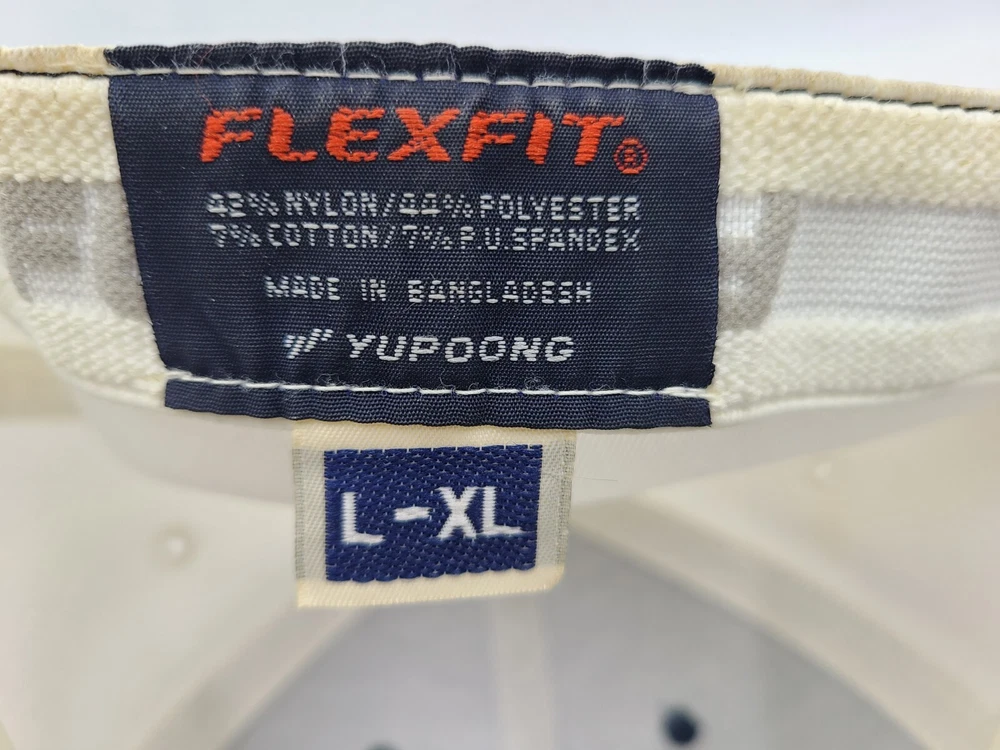 FLEXFIT®
42% NYLON/44% POLYESTER
7% COTTON/7% P.U.SPANDEX
MADE IN BANGLADESH
YUPOONG
L-XL